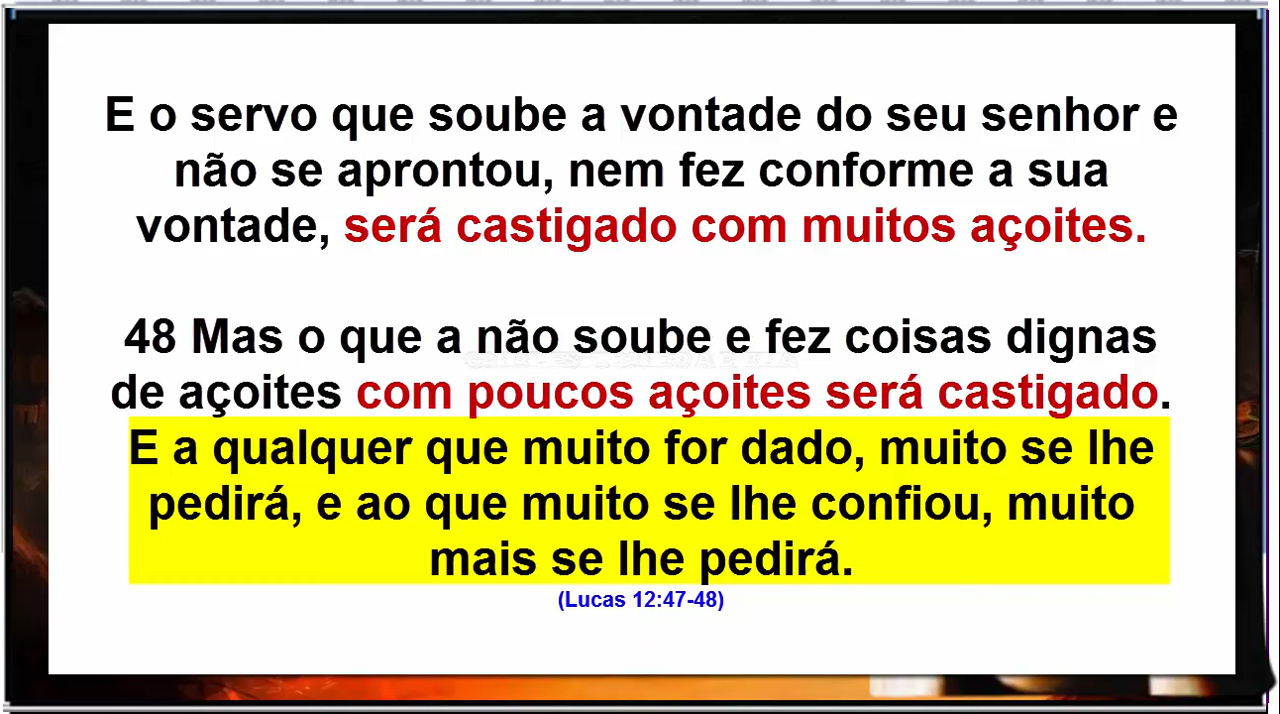 E o servo que soube a vontade do seu senhor e
não se aprontou, nem fez conforme a sua
vontade, será castigado com muitos açoites.
48 Mas o que a não soube e fez coisas dignas
de açoites com poucos açoites será castigado.
E a qualquer que muito for dado, muito se lhe
pedirá, e ao que muito se lhe confiou, muito
mais se lhe pedirá.
(Lucas 12:47-48)